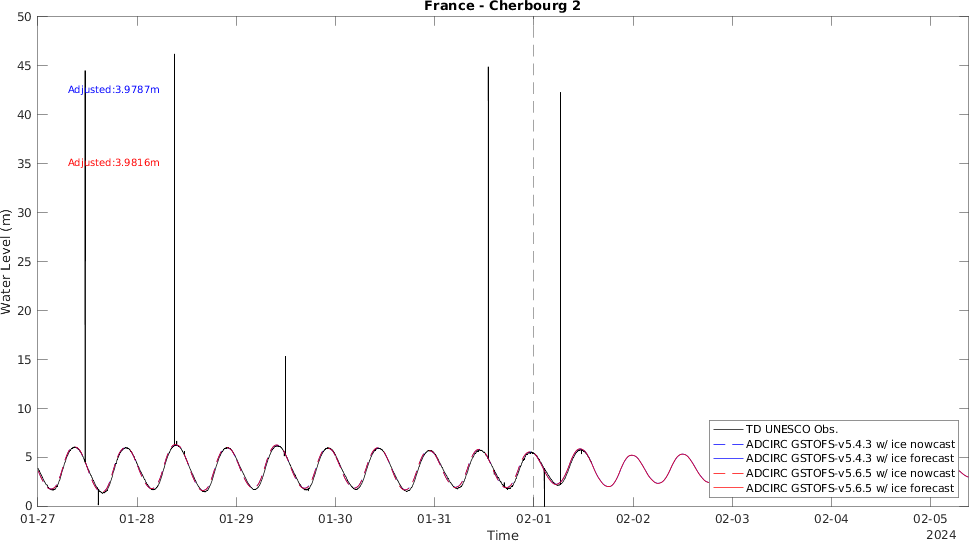 France - Cherbourg 2
50
45
40
35
30
25
20
15
10
5
0
Water Level (m)
Adjusted:3.9787m
Adjusted:3.9816m
TD UNESCO Obs.
ADCIRC GSTOFS-v5.4.3 w/ ice nowcast
ADCIRC GSTOFS-v5.4.3 w/ ice forecast
ADCIRC GSTOFS-v5.6.5 w/ ice nowcast
ADCIRC GSTOFS-v5.6.5 w/ ice forecast
01-27 01-28 01-29 01-30 01-31 02-01 02-02 02-03 02-04 02-05
Time
2024